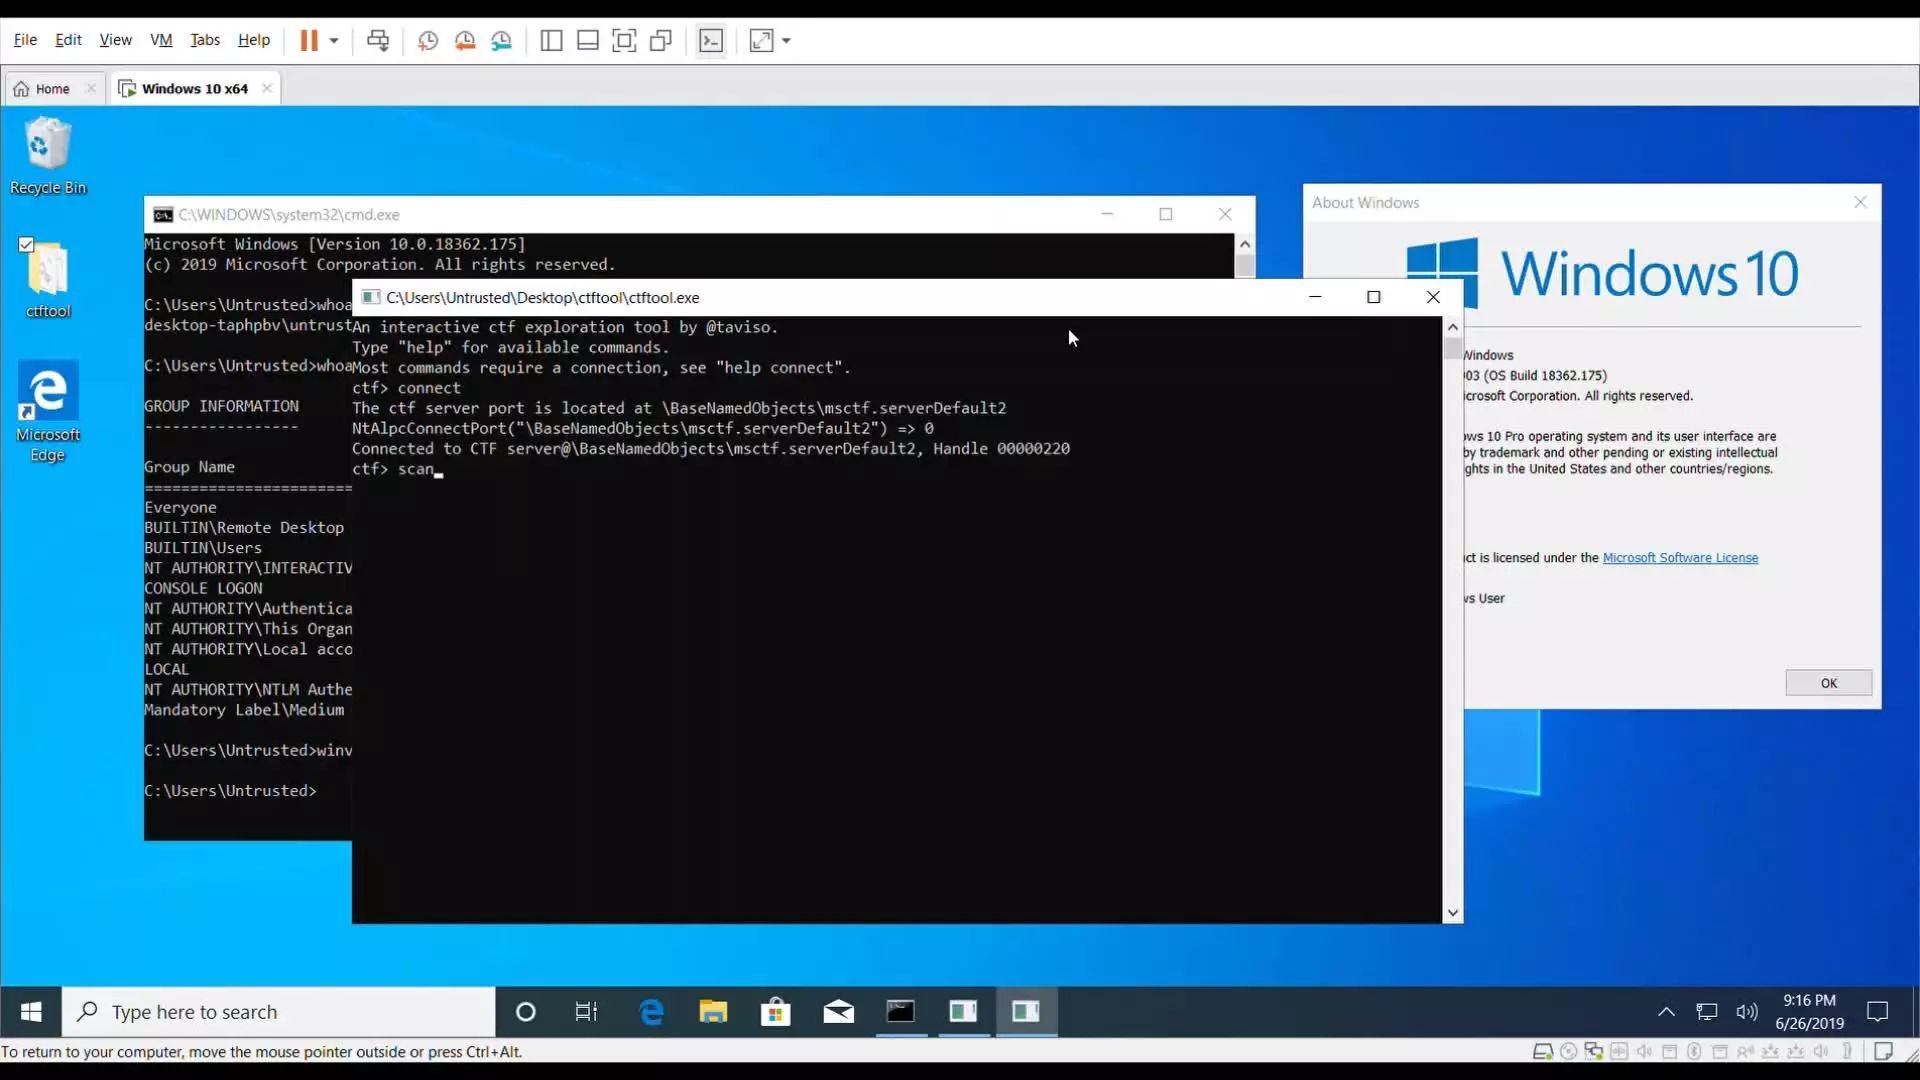 File Edit View VM Tabs Help
Home
Windows 10 x64
Recycle Bin
ctftool
Microsoft
Edge
C:\WINDOWS\system32\cmd.exe
Microsoft Windows [Version 10.0.18362.175]
(c) 2019 Microsoft Corporation. All rights reserved.
C:\Users\Untrusted>whoa
desktop-taphpbv\untrust
C:\Users\Untrusted>whoa
GROUP INFORMATION
-----------------
Group Name
=======================
Everyone
BUILTIN\Remote Desktop
BUILTIN\Users
NT AUTHORITY\INTERACTIV
CONSOLE LOGON
NT AUTHORITY\Authentica
NT AUTHORITY\This Organ
NT AUTHORITY\Local acco
LOCAL
NT AUTHORITY\NTLM Authe
Mandatory Label\Medium
C:\Users\Untrusted>winv
C:\Users\Untrusted>
C:\Users\Untrusted\Desktop\ctftool\ctftool.exe
An interactive ctf exploration tool by @taviso.
Type "help" for available commands.
Most commands require a connection, see "help connect".
ctf> connect
The ctf server port is located at \BaseNamedObjects\msctf.serverDefault2
NtAlpcConnectPort("\BaseNamedObjects\msctf.serverDefault2") => 0
Connected to CTF server@\BaseNamedObjects\msctf.serverDefault2, Handle 00000220
ctf> scan
About Windows
Windows 10
Windows
03 (OS Build 18362.175)
icrosoft Corporation. All rights reserved.
ws 10 Pro operating system and its user interface are
by trademark and other pending or existing intellectual
ghts in the United States and other countries/regions.
ct is licensed under the Microsoft Software License
s User
OK
Type here to search
9:16 PM
6/26/2019
To return to your computer, move the mouse pointer outside or press Ctrl+Alt.